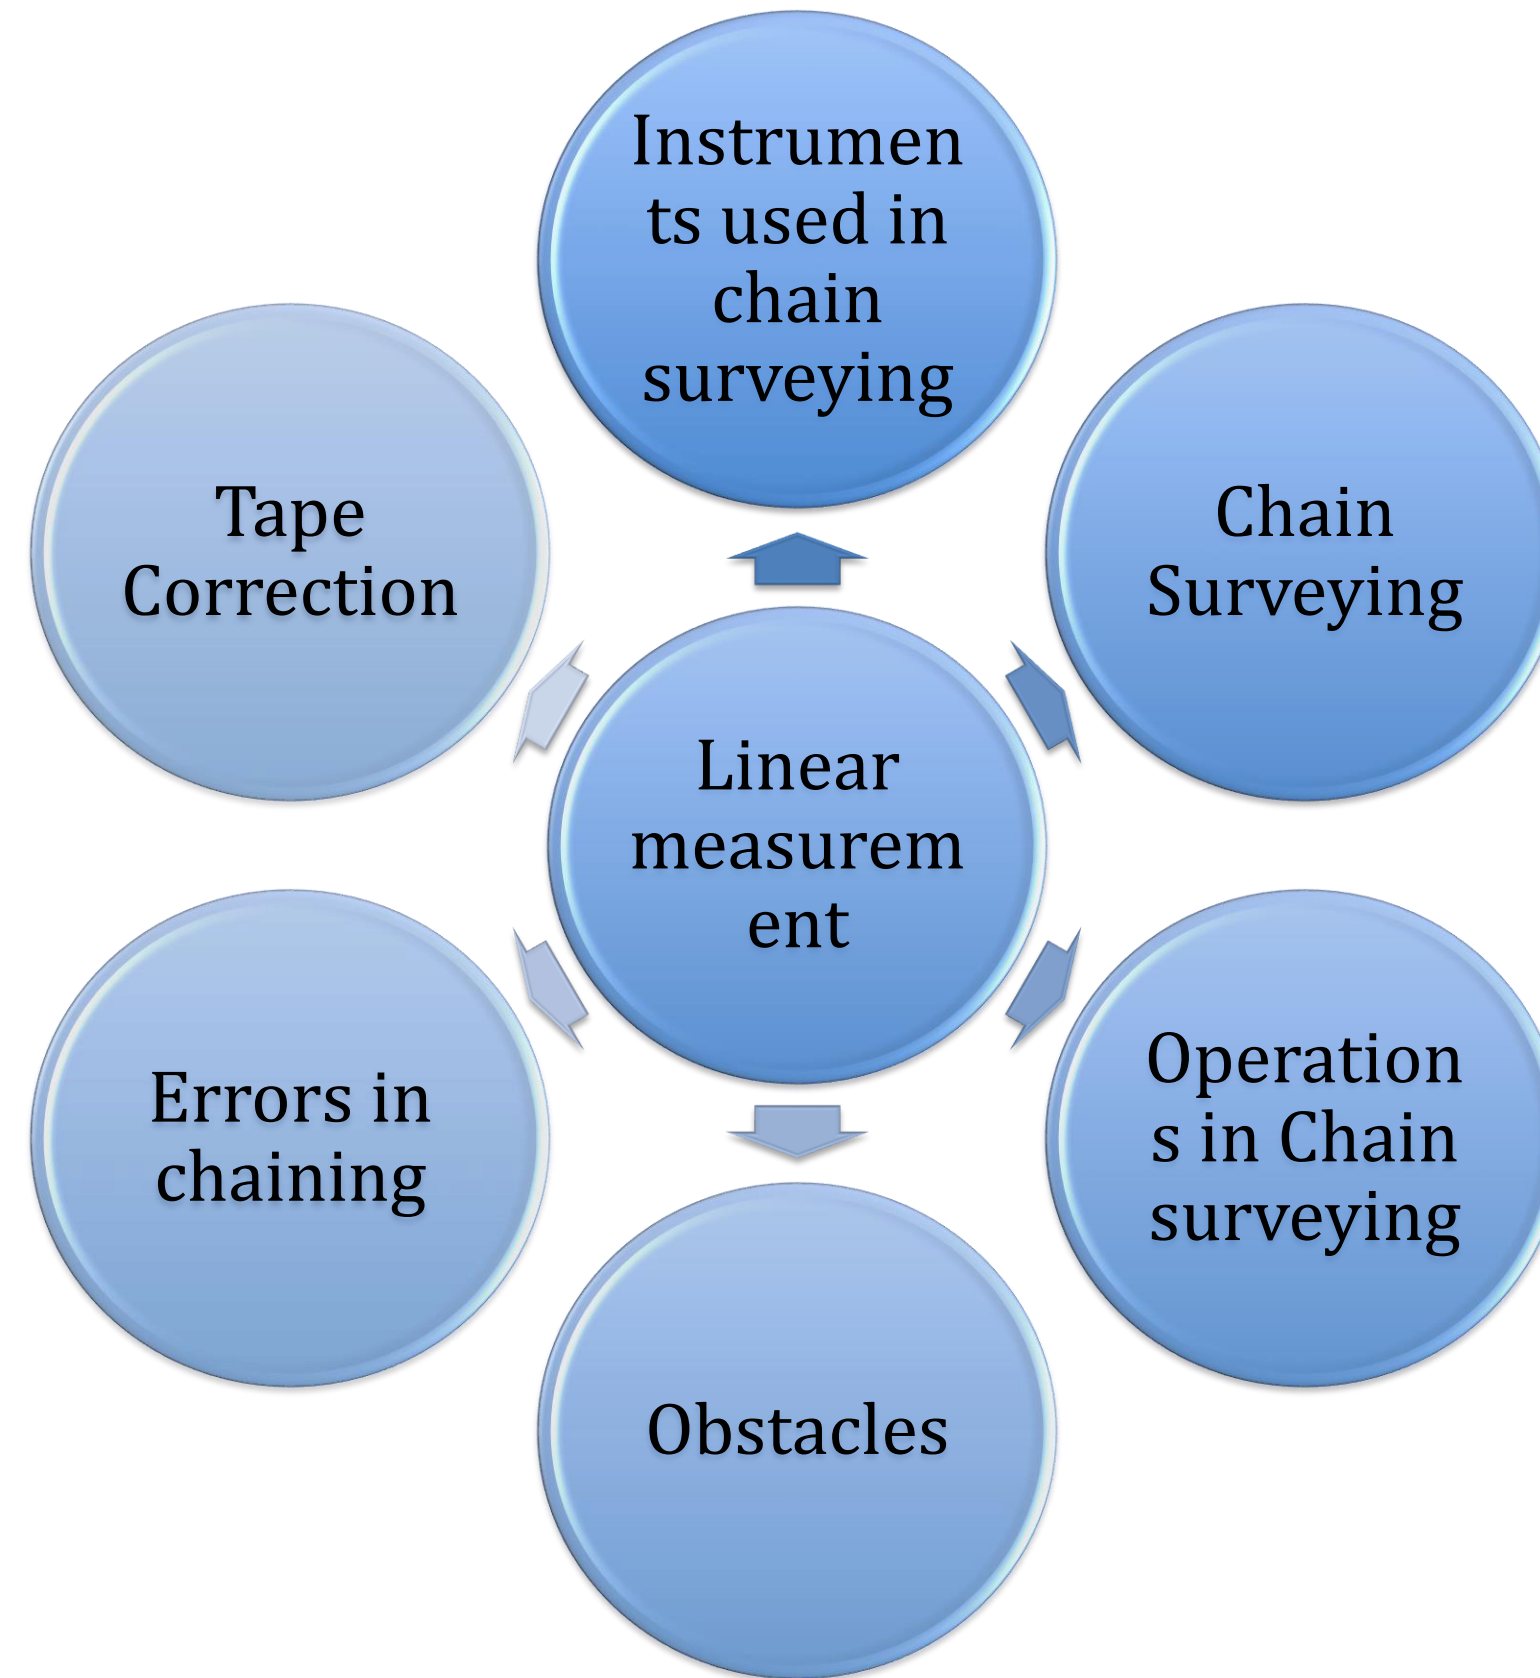 Instrumen
ts used in
chain
surveying
Chain
Surveying
Operation
s in Chain
surveying
Obstacles
Errors in
chaining
Tape
Correction
Linear
measurem
ent